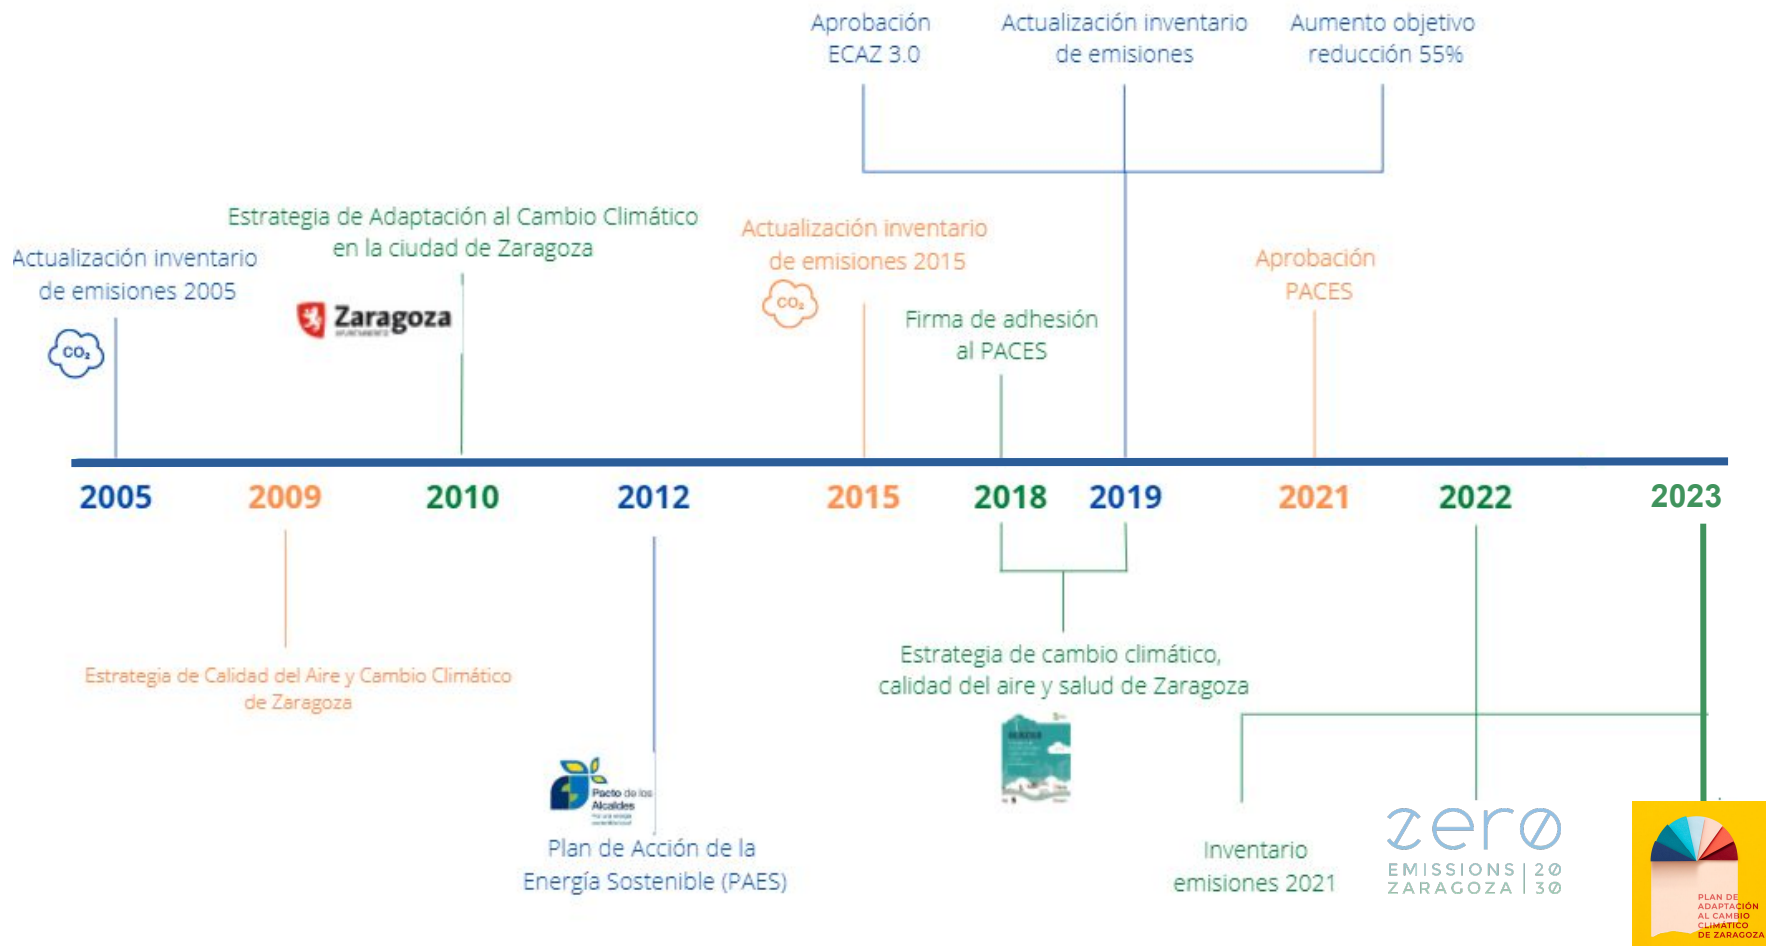 Aprobación
ECAZ 3.0
Actualización inventario
de emisiones
Aumento objetivo
reducción 55%
Estrategia de Adaptación al Cambio Climático
en la ciudad de Zaragoza
Actualización inventario
de emisiones 2005
CO₂
Zaragoza
AYUNTAMIENTO
Actualización inventario
de emisiones 2015
CO₂
Firma de adhesión
al PACES
Aprobación
PACES
2005
2009
2010
2012
2015
2018
2019
2021
2022
2023
Estrategia de Calidad del Aire y Cambio Climático
de Zaragoza
Estrategia de cambio climático,
calidad del aire y salud de Zaragoza
Pacto de los
Alcaldes
Plan de Acción de la
Energía Sostenible (PAES)
Inventario
emisiones 2021
zerø
EMISSIONS | 2Ø
ZARAGOZA | 3Ø
PLAN DE
ADAPTACIÓN
AL CAMBIO
CLIMÁTICO
DE ZARAGOZA